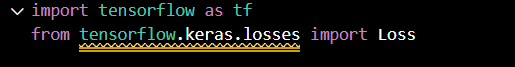 import tensorflow as tf
from tensorflow.keras.losses import Loss